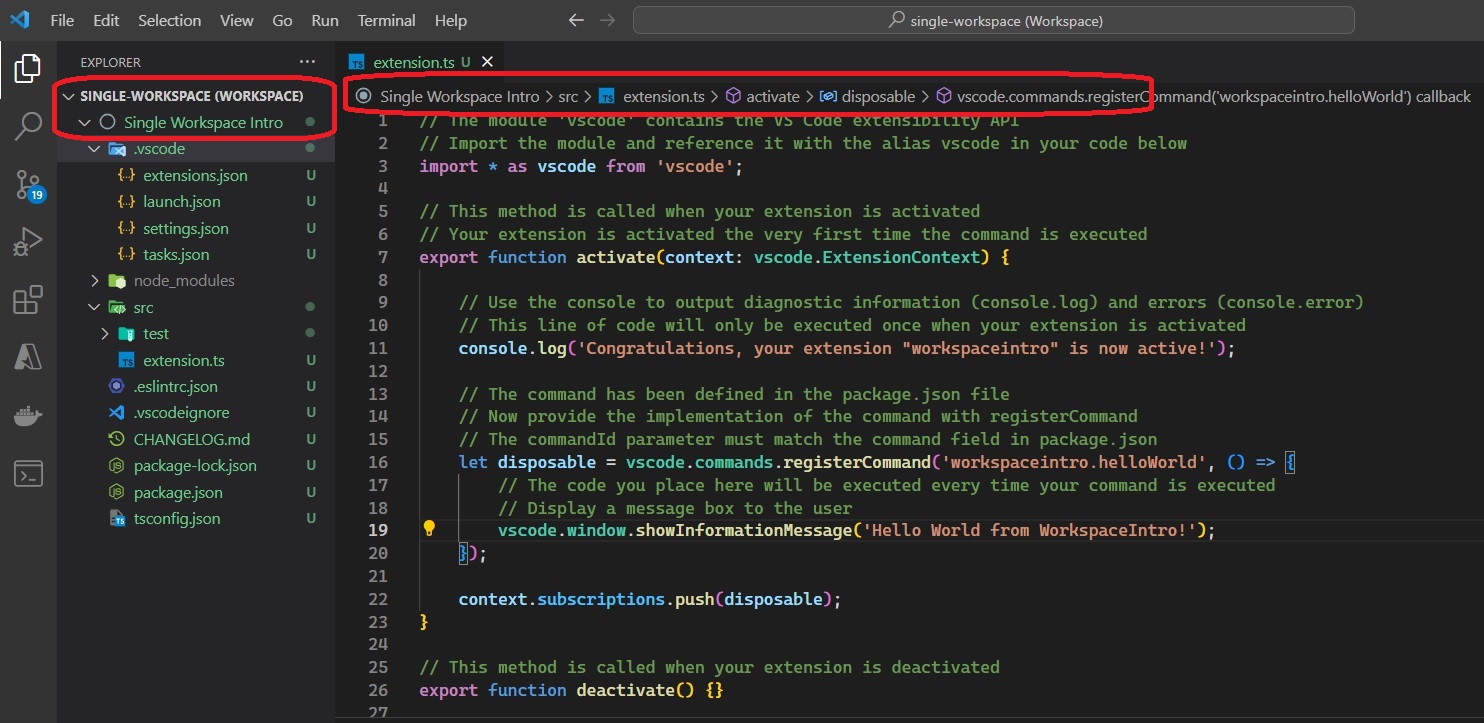 File Edit Selection View Go Run Terminal Help
single-workspace (Workspace)
EXPLORER
SINGLE-WORKSPACE (WORKSPACE)
Single Workspace Intro
.vscode
extensions.json U
launch.json U
settings.json U
tasks.json U
node_modules
src
test
TS extension.ts U
.eslintrc.json U
.vscodeignore U
CHANGELOG.md U
package-lock.json U
package.json U
tsconfig.json U
19
TS extension.ts U
Single Workspace Intro > src > TS extension.ts > activate > disposable > vscode.commands.registerCommand('workspaceintro.helloWorld') callback
1 // The module 'vscode' contains the VS Code extensibility API
2 // Import the module and reference it with the alias vscode in your code below
3 import * as vscode from 'vscode';
4
5 // This method is called when your extension is activated
6 // Your extension is activated the very first time the command is executed
7 export function activate(context: vscode.ExtensionContext) {
8
9 // Use the console to output diagnostic information (console.log) and errors (console.error)
10 // This line of code will only be executed once when your extension is activated
11 console.log('Congratulations, your extension "workspaceintro" is now active!');
12
13 // The command has been defined in the package.json file
14 // Now provide the implementation of the command with registerCommand
15 // The commandId parameter must match the command field in package.json
16 let disposable = vscode.commands.registerCommand('workspaceintro.helloWorld', () => {
17 // The code you place here will be executed every time your command is executed
18 // Display a message box to the user
19 vscode.window.showInformationMessage('Hello World from WorkspaceIntro!');
20 });
21
22 context.subscriptions.push(disposable);
23 }
24
25 // This method is called when your extension is deactivated
26 export function deactivate() {}
27